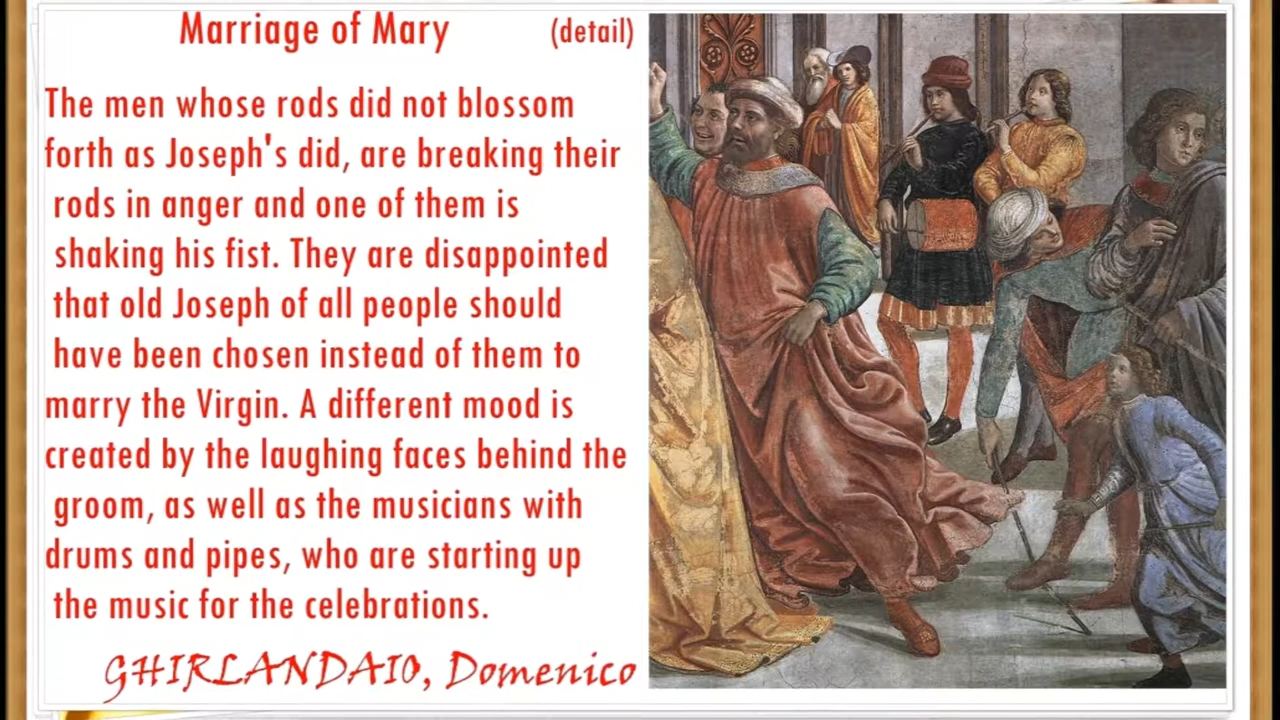 Marriage of Mary (detail)
The men whose rods did not blossom
forth as Joseph's did, are breaking their
rods in anger and one of them is
shaking his fist. They are disappointed
that old Joseph of all people should
have been chosen instead of them to
marry the Virgin. A different mood is
created by the laughing faces behind the
groom, as well as the musicians with
drums and pipes, who are starting up
the music for the celebrations.
GHIRLANDAIO, Domenico